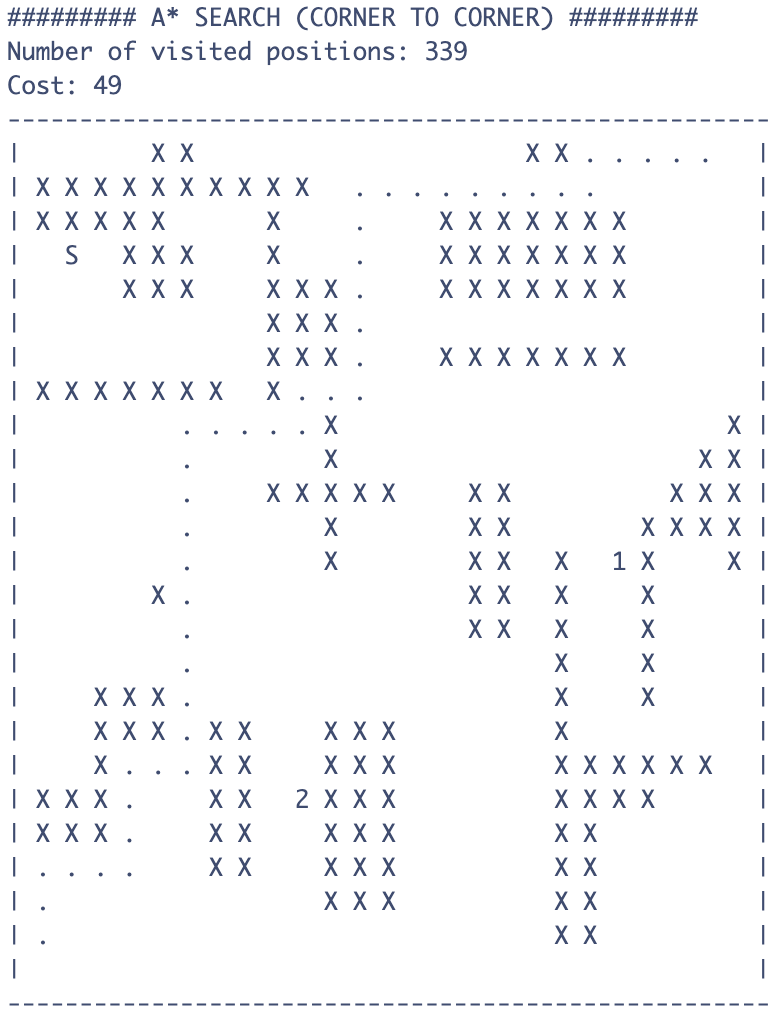 ######### A* SEARCH (CORNER TO CORNER) #########
Number of visited positions: 339
Cost: 49
-----------------------------------------------------
|         X X                       X X . . . . .   |
| X X X X X X X X X X   . . . . . . . . .           |
| X X X X X       X     .     X X X X X X X         |
|   S   X X X     X     .     X X X X X X X         |
|       X X X     X X X .     X X X X X X X         |
|                 X X X .                           |
|                 X X X .     X X X X X X X         |
| X X X X X X X   X . . .                           |
|           . . . . . X                           X |
|           .         X                         X X |
|           .     X X X X X     X X           X X X |
|           .         X         X X         X X X X |
|           .         X         X X   X   1 X     X |
|         X .                   X X   X     X       |
|           .                   X X   X     X       |
|           .                         X     X       |
|     X X X .                         X     X       |
|     X X X . X X     X X X           X             |
|     X . . . X X     X X X           X X X X X X   |
| X X X .     X X   2 X X X           X X X X       |
| X X X .     X X     X X X           X X           |
| . . . .     X X     X X X           X X           |
| .                   X X X           X X           |
| .                                   X X           |
|                                                   |
-----------------------------------------------------